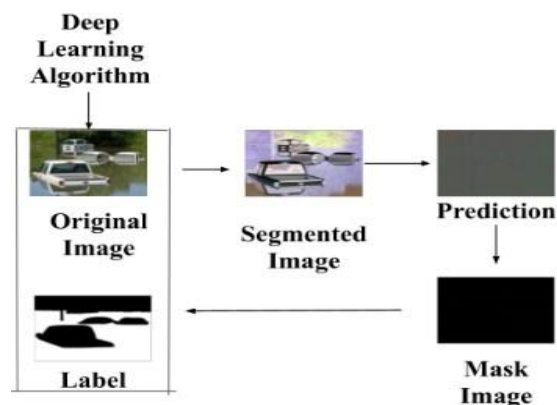 Deep
Learning
Algorithm
Original
Image
Segmented
Image
Prediction
Label
Mask
Image